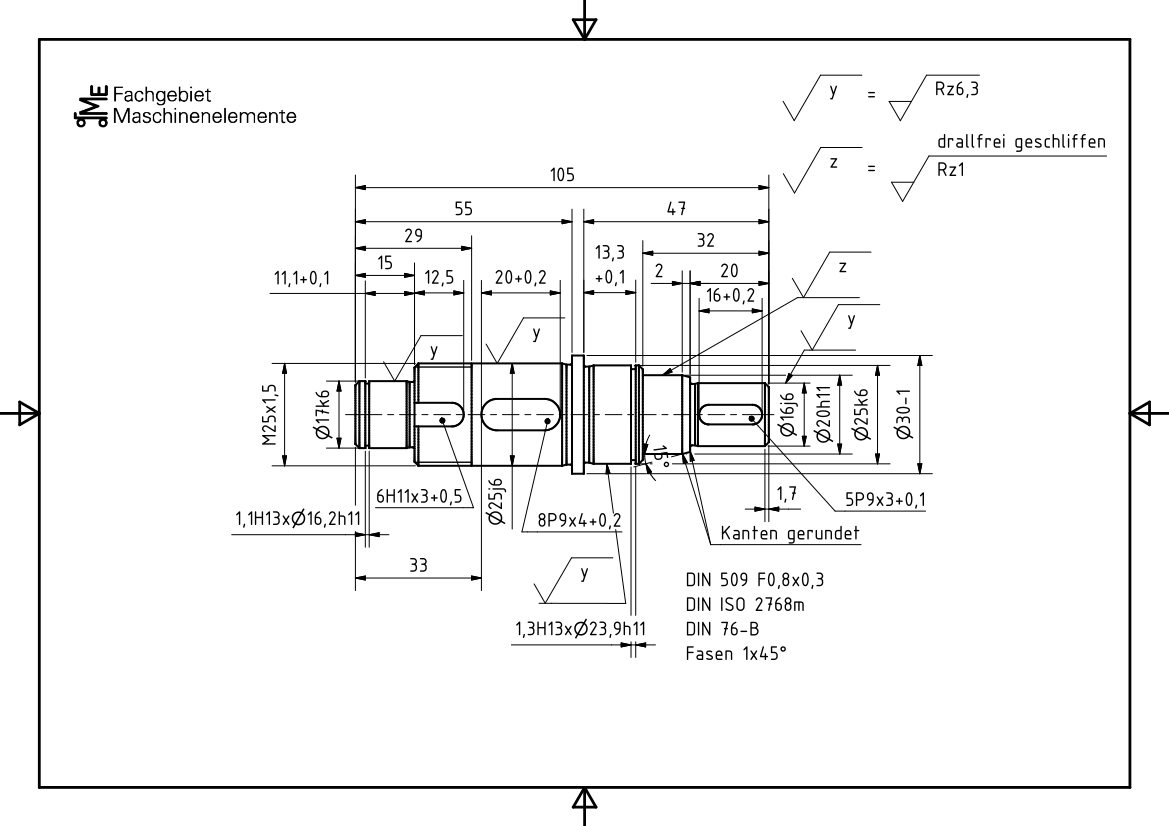 ME Fachgebiet
Maschinenelemente
y = Rz6,3
drallfrei geschliffen
z = Rz1
105
55
47
29
13,3
+0,1
32
15
11,1+0,1
12,5
20+0,2
2
20
z
16+0,2
y
y
y
M25x1,5
Ø17k6
Ø16j6
Ø20h11
Ø25k6
Ø30-1
15°
6H11x3+0,5
Ø25j6
8P9x4+0,2
1,7
5P9x3+0,1
1,1H13xØ16,2h11
Kanten gerundet
33
y
DIN 509 F0,8x0,3
DIN ISO 2768m
1,3H13xØ23,9h11
DIN 76-B
Fasen 1x45°